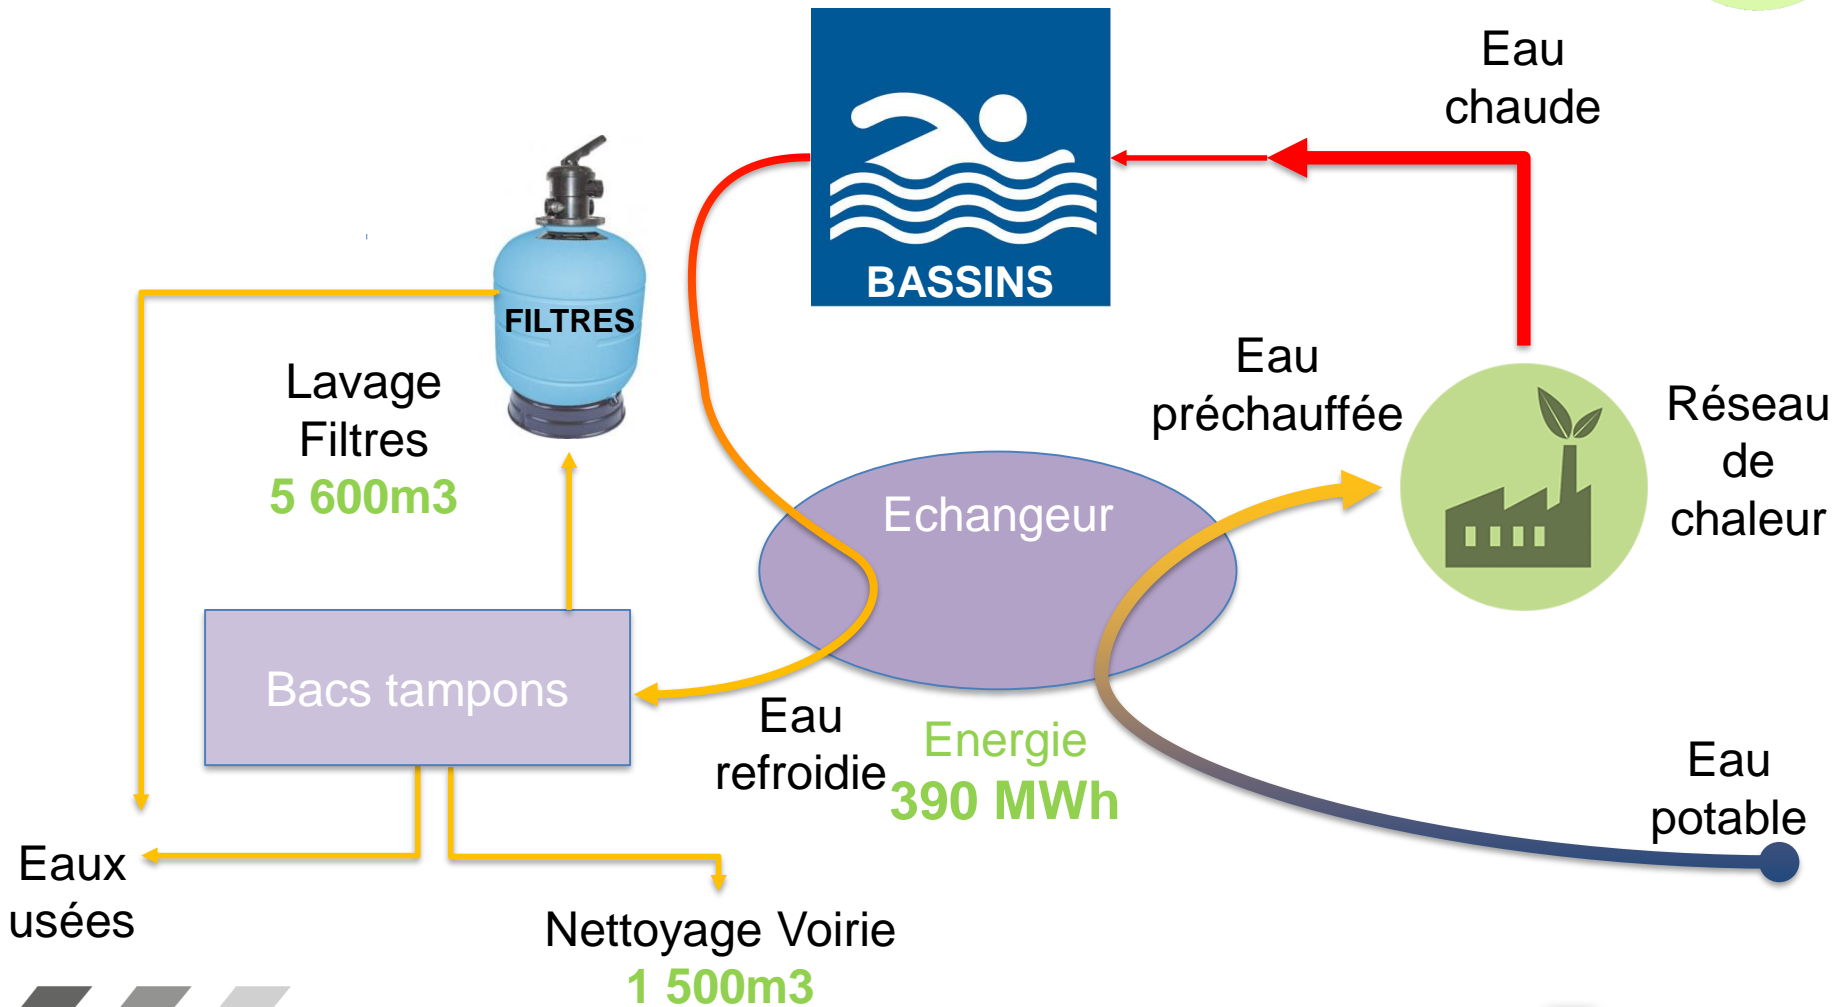 Eau
chaude
BASSINS
FILTRES
Lavage
Filtres
5 600m3
Eau
préchauffée
Réseau
de
chaleur
Echangeur
Bacs tampons
Eau
refroidie
Energie
390 MWh
Eau
potable
Eaux
usées
Nettoyage Voirie
1 500m3